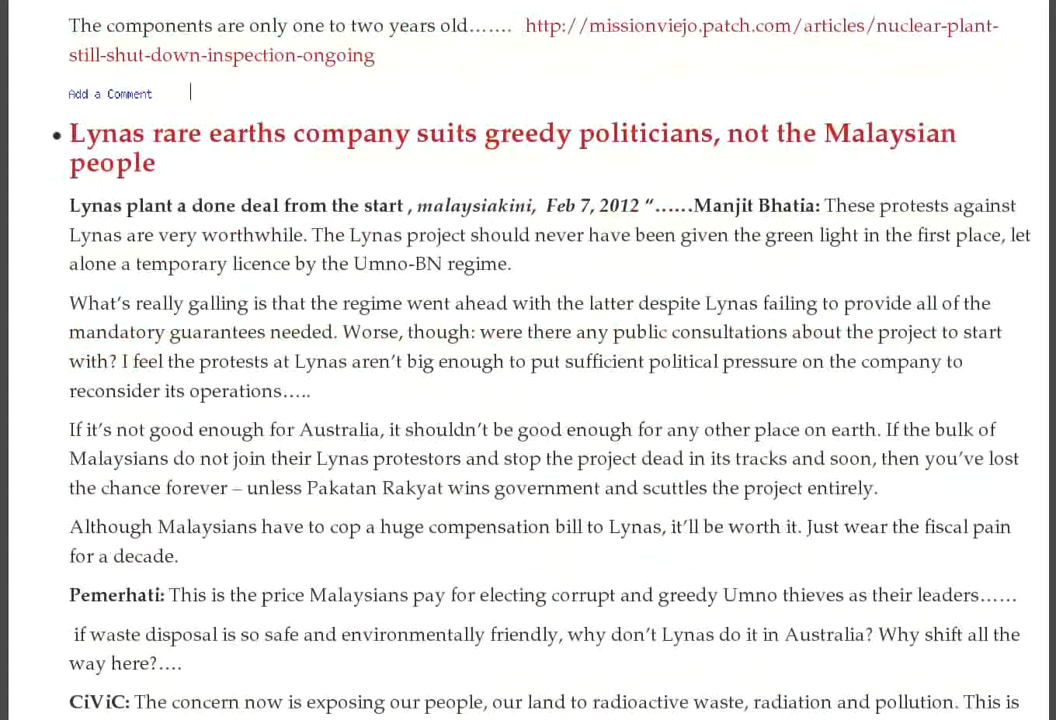 The components are only one to two years old……. http://missionviejo.patch.com/articles/nuclear-plant-
still-shut-down-inspection-ongoing
Add a Comment
• Lynas rare earths company suits greedy politicians, not the Malaysian
people
Lynas plant a done deal from the start , malaysiakini, Feb 7, 2012 “……Manjit Bhatia: These protests against
Lynas are very worthwhile. The Lynas project should never have been given the green light in the first place, let
alone a temporary licence by the Umno-BN regime.
What’s really galling is that the regime went ahead with the latter despite Lynas failing to provide all of the
mandatory guarantees needed. Worse, though: were there any public consultations about the project to start
with? I feel the protests at Lynas aren’t big enough to put sufficient political pressure on the company to
reconsider its operations…..
If it’s not good enough for Australia, it shouldn’t be good enough for any other place on earth. If the bulk of
Malaysians do not join their Lynas protestors and stop the project dead in its tracks and soon, then you’ve lost
the chance forever – unless Pakatan Rakyat wins government and scuttles the project entirely.
Although Malaysians have to cop a huge compensation bill to Lynas, it’ll be worth it. Just wear the fiscal pain
for a decade.
Pemerhati: This is the price Malaysians pay for electing corrupt and greedy Umno thieves as their leaders……
if waste disposal is so safe and environmentally friendly, why don’t Lynas do it in Australia? Why shift all the
way here?….
CiViC: The concern now is exposing our people, our land to radioactive waste, radiation and pollution. This is